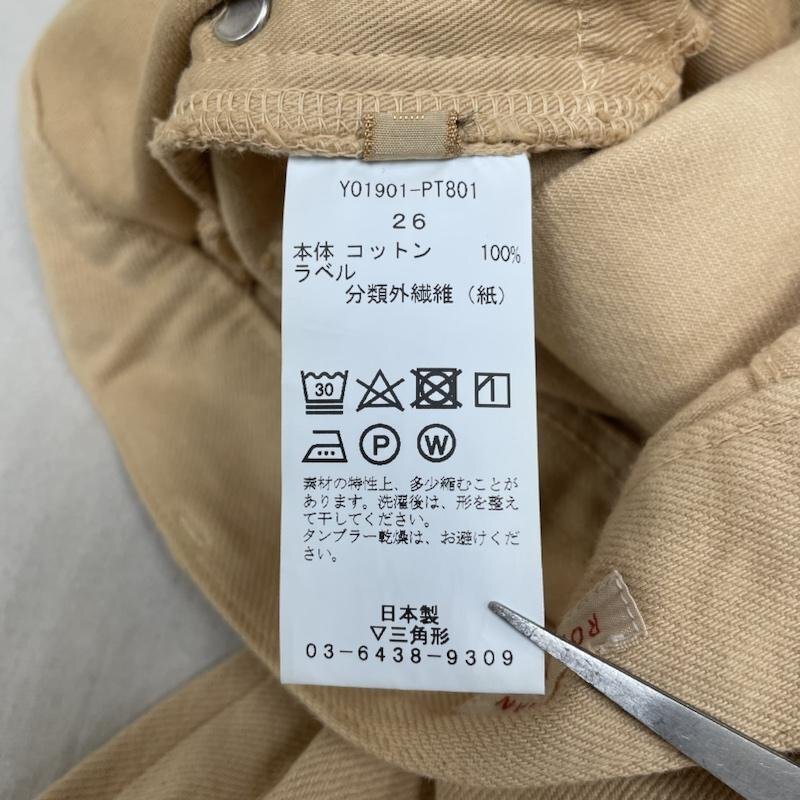 Y01901-PT801
26
本体 コットン 100%
ラベル
分類外繊維（紙）
30
P W
素材の特性上、多少縮むことが
あります。洗濯後は、形を整え
て干してください。
タンブラー乾燥は、お避けくだ
さい。
日本製
▽三角形
03-6438-9309